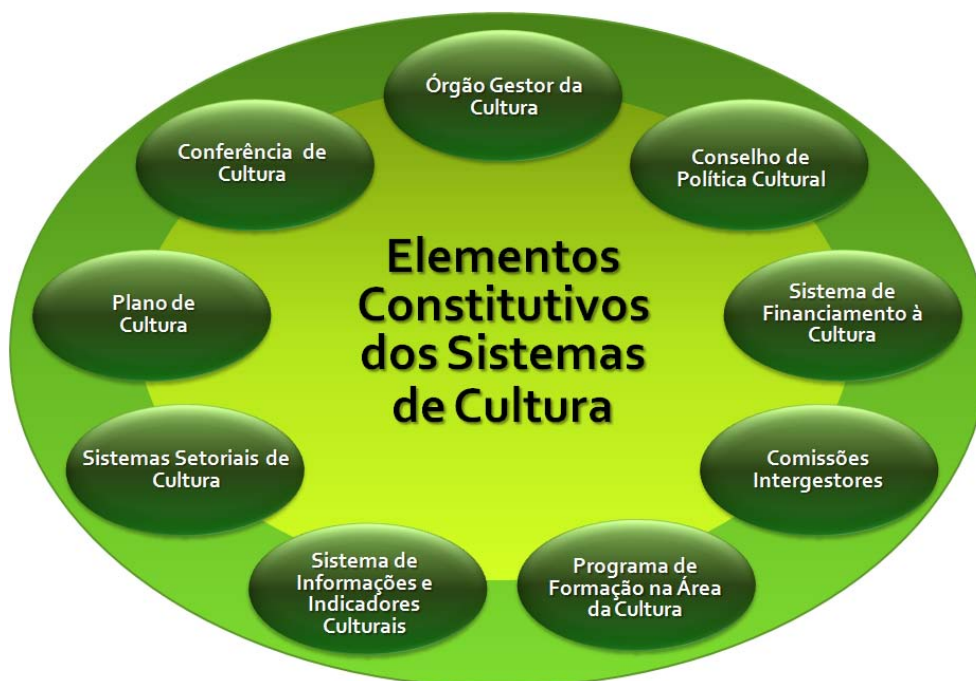 Órgão Gestor da
Cultura
Conselho de
Política Cultural
Sistema de
Financiamento à
Cultura
Comissões
Intergestores
Programa de
Formação na Área
da Cultura
Sistema de
Informações e
Indicadores
Culturais
Sistemas Setoriais de
Cultura
Plano de
Cultura
Conferência de
Cultura
Elementos
Constitutivos
dos Sistemas
de Cultura